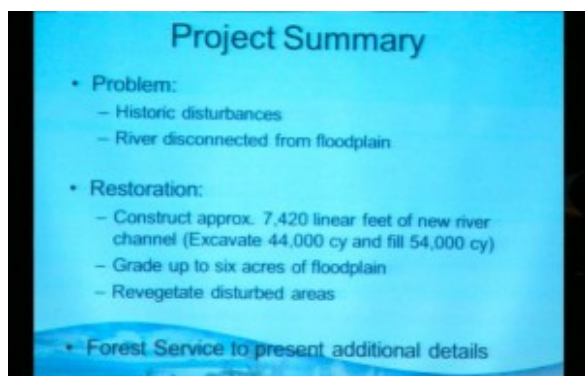 Project Summary
• Problem:
– Historic disturbances
– River disconnected from floodplain
• Restoration:
– Construct approx. 7,420 linear feet of new river
channel (Excavate 44,000 cy and fill 54,000 cy)
– Grade up to six acres of floodplain
– Revegetate disturbed areas
• Forest Service to present additional details